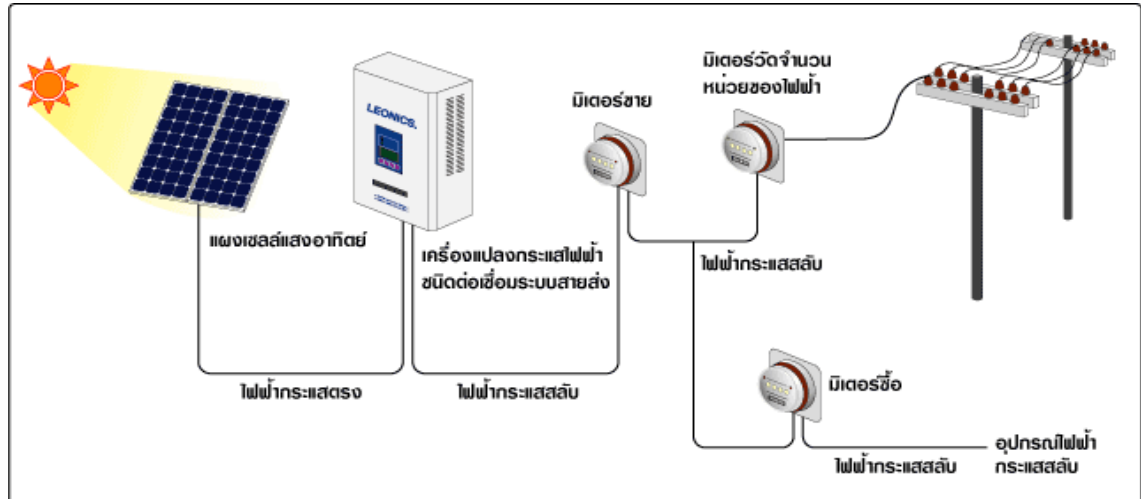 LEONICS.
มิเตอร์ขาย
มิเตอร์วัดจำนวน
หน่วยของไฟฟ้า
แผงเซลล์แสงอาทิตย์
เครื่องแปลงกระแสไฟฟ้า
ชนิดต่อเชื่อมระบบสายส่ง
ไฟฟ้ากระแสสลับ
ไฟฟ้ากระแสตรง
ไฟฟ้ากระแสสลับ
มิเตอร์ซื้อ
ไฟฟ้ากระแสสลับ
อุปกรณ์ไฟฟ้า
กระแสสลับ